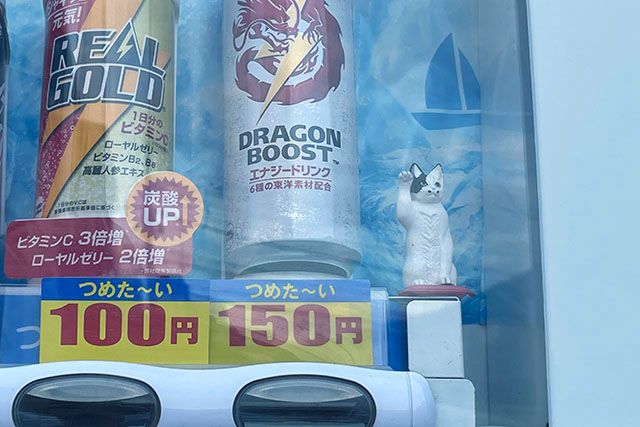 元気!
REAL
GOLD
1日分の
ビタミンC
ローヤルゼリー
ビタミンB2、B6
高麗人参エキス
炭酸
UP
ビタミンC 3倍増
ローヤルゼリー 2倍増
DRAGON
BOOST™
エナジードリンク
6種の東洋素材配合
つめた〜い
100円
つめた〜い
150円
つ